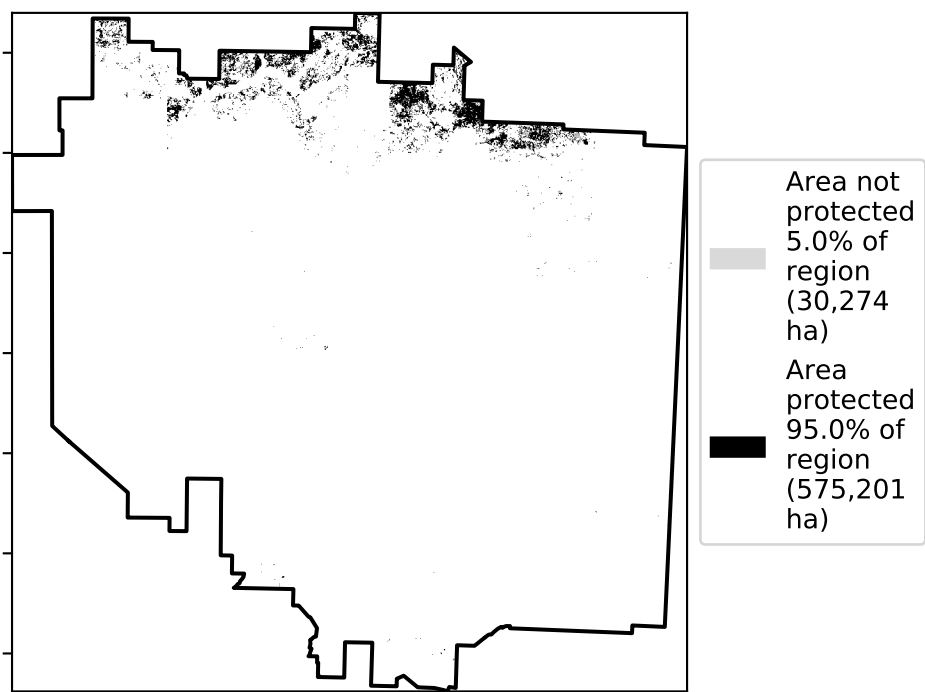 Area not
protected
5.0% of
region
(30,274
ha)
Area
protected
95.0% of
region
(575,201
ha)